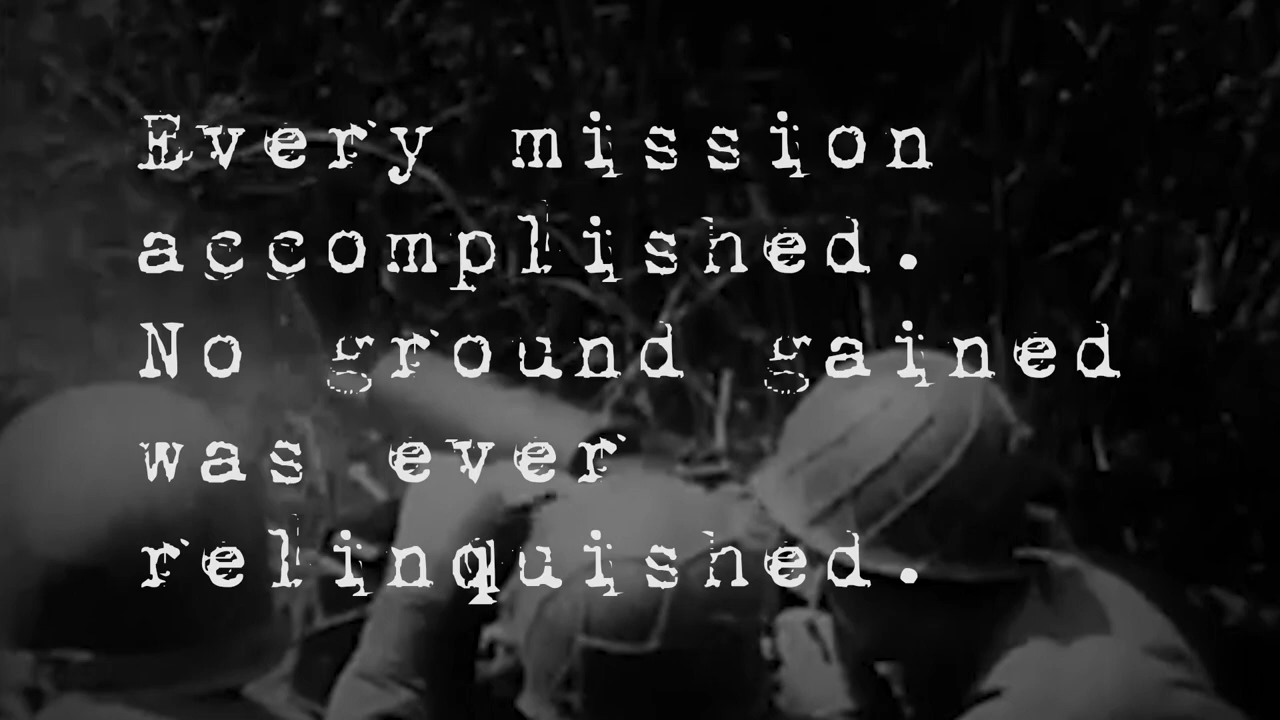 Every mission
accomplished.
No ground gained
was ever
relinquished.